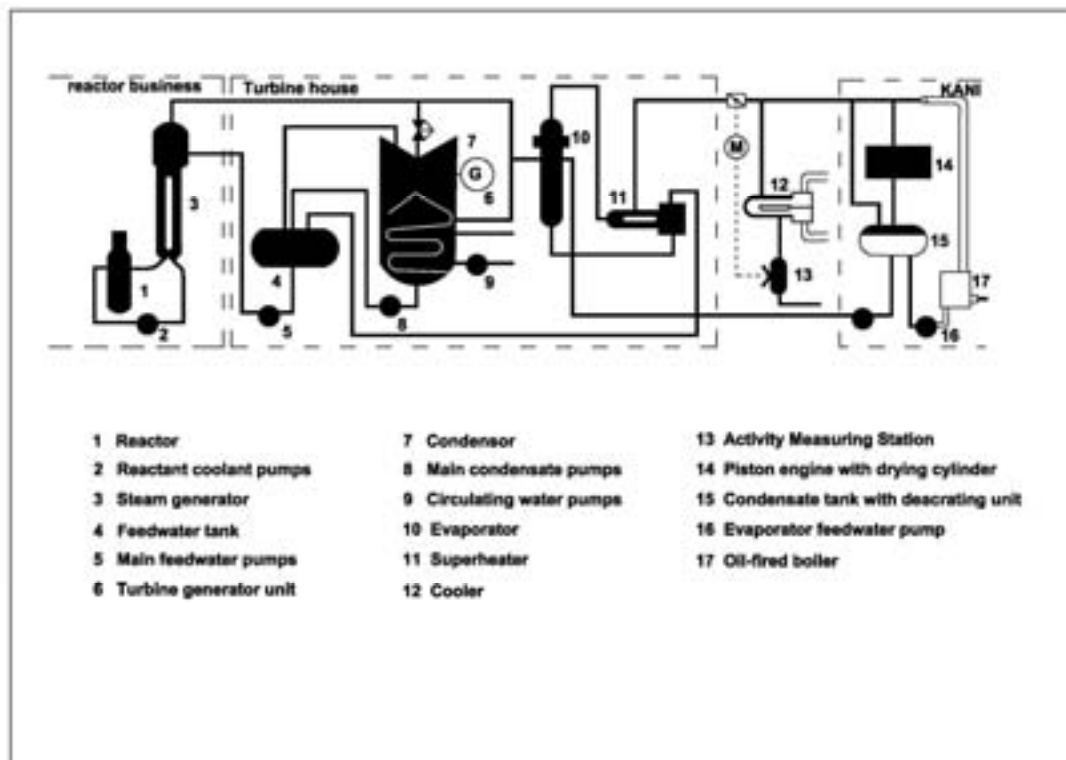 reactor business
Turbine house
KANI
7
10
M
14
G
6
12
3
11
15
1
4
13
17
9
2
5
8
16
1 Reactor
2 Reactant coolant pumps
3 Steam generator
4 Feedwater tank
5 Main feedwater pumps
6 Turbine generator unit
7 Condensor
8 Main condensate pumps
9 Circulating water pumps
10 Evaporator
11 Superheater
12 Cooler
13 Activity Measuring Station
14 Piston engine with drying cylinder
15 Condensate tank with deacrating unit
16 Evaporator feedwater pump
17 Oil-fired boiler